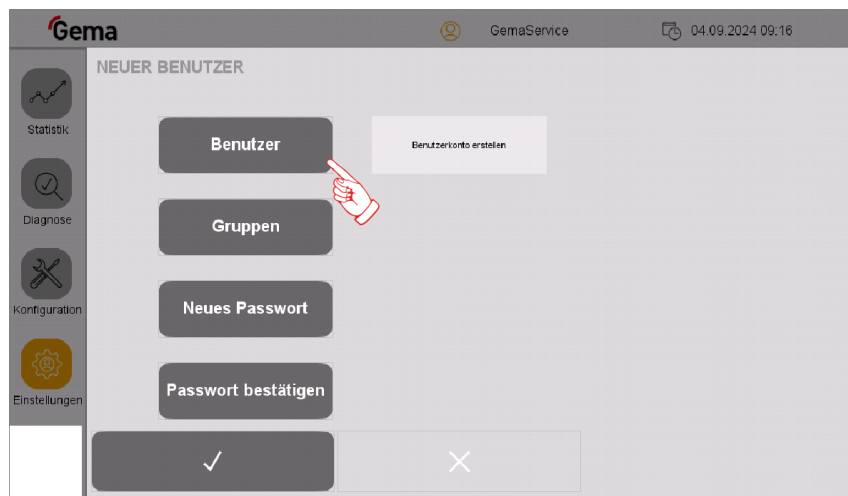 Gema
GemaService
04.09.2024 09:16
NEUER BENUTZER
Statistik
Benutzer
Benutzerkonto erstellen
Diagnose
Gruppen
Konfiguration
Neues Passwort
Einstellungen
Passwort bestätigen